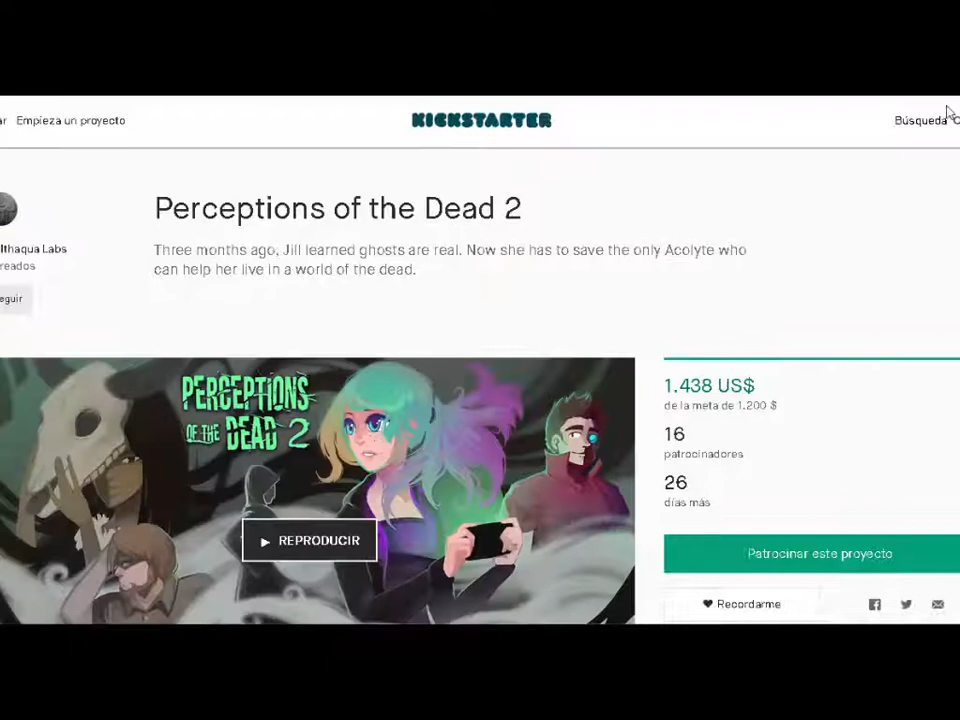 ar Empieza un proyecto
KICKSTARTER
Búsqueda
Perceptions of the Dead 2
Three months ago, Jill learned ghosts are real. Now she has to save the only Acolyte who
can help her live in a world of the dead.
Ithaqua Labs
reados
eguir
PERCEPTIONS
OF THE DEAD 2
REPRODUCIR
1.438 US$
de la meta de 1.200 $
16
patrocinadores
26
días más
Patrocinar este proyecto
Recordarme